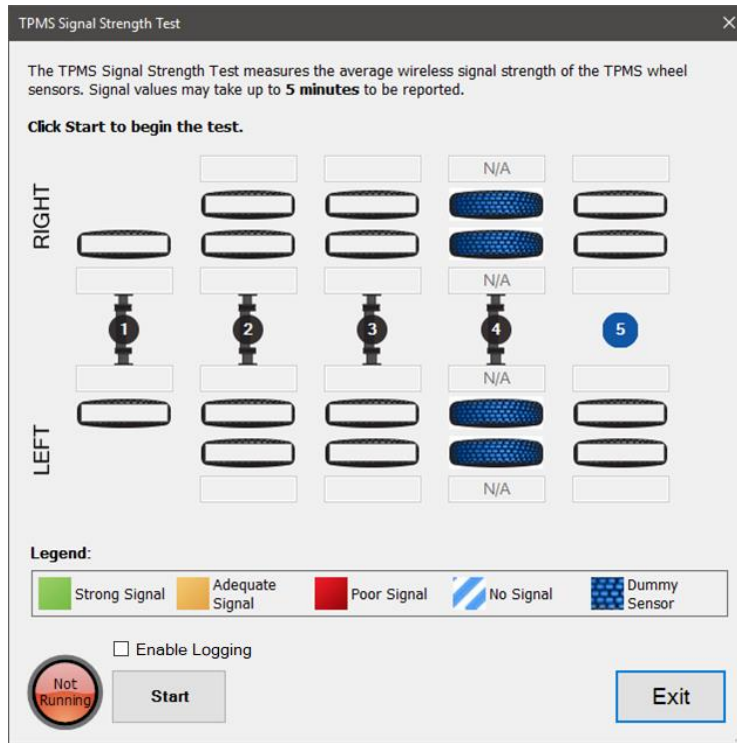 TPMS Signal Strength Test
The TPMS Signal Strength Test measures the average wireless signal strength of the TPMS wheel
sensors. Signal values may take up to 5 minutes to be reported.
Click Start to begin the test.
N/A
RIGHT
N/A
1 2 3 4 5
N/A
LEFT
N/A
Legend:
Strong Signal
Adequate
Signal
Poor Signal
No Signal
Dummy
Sensor
Enable Logging
Not
Running
Start
Exit